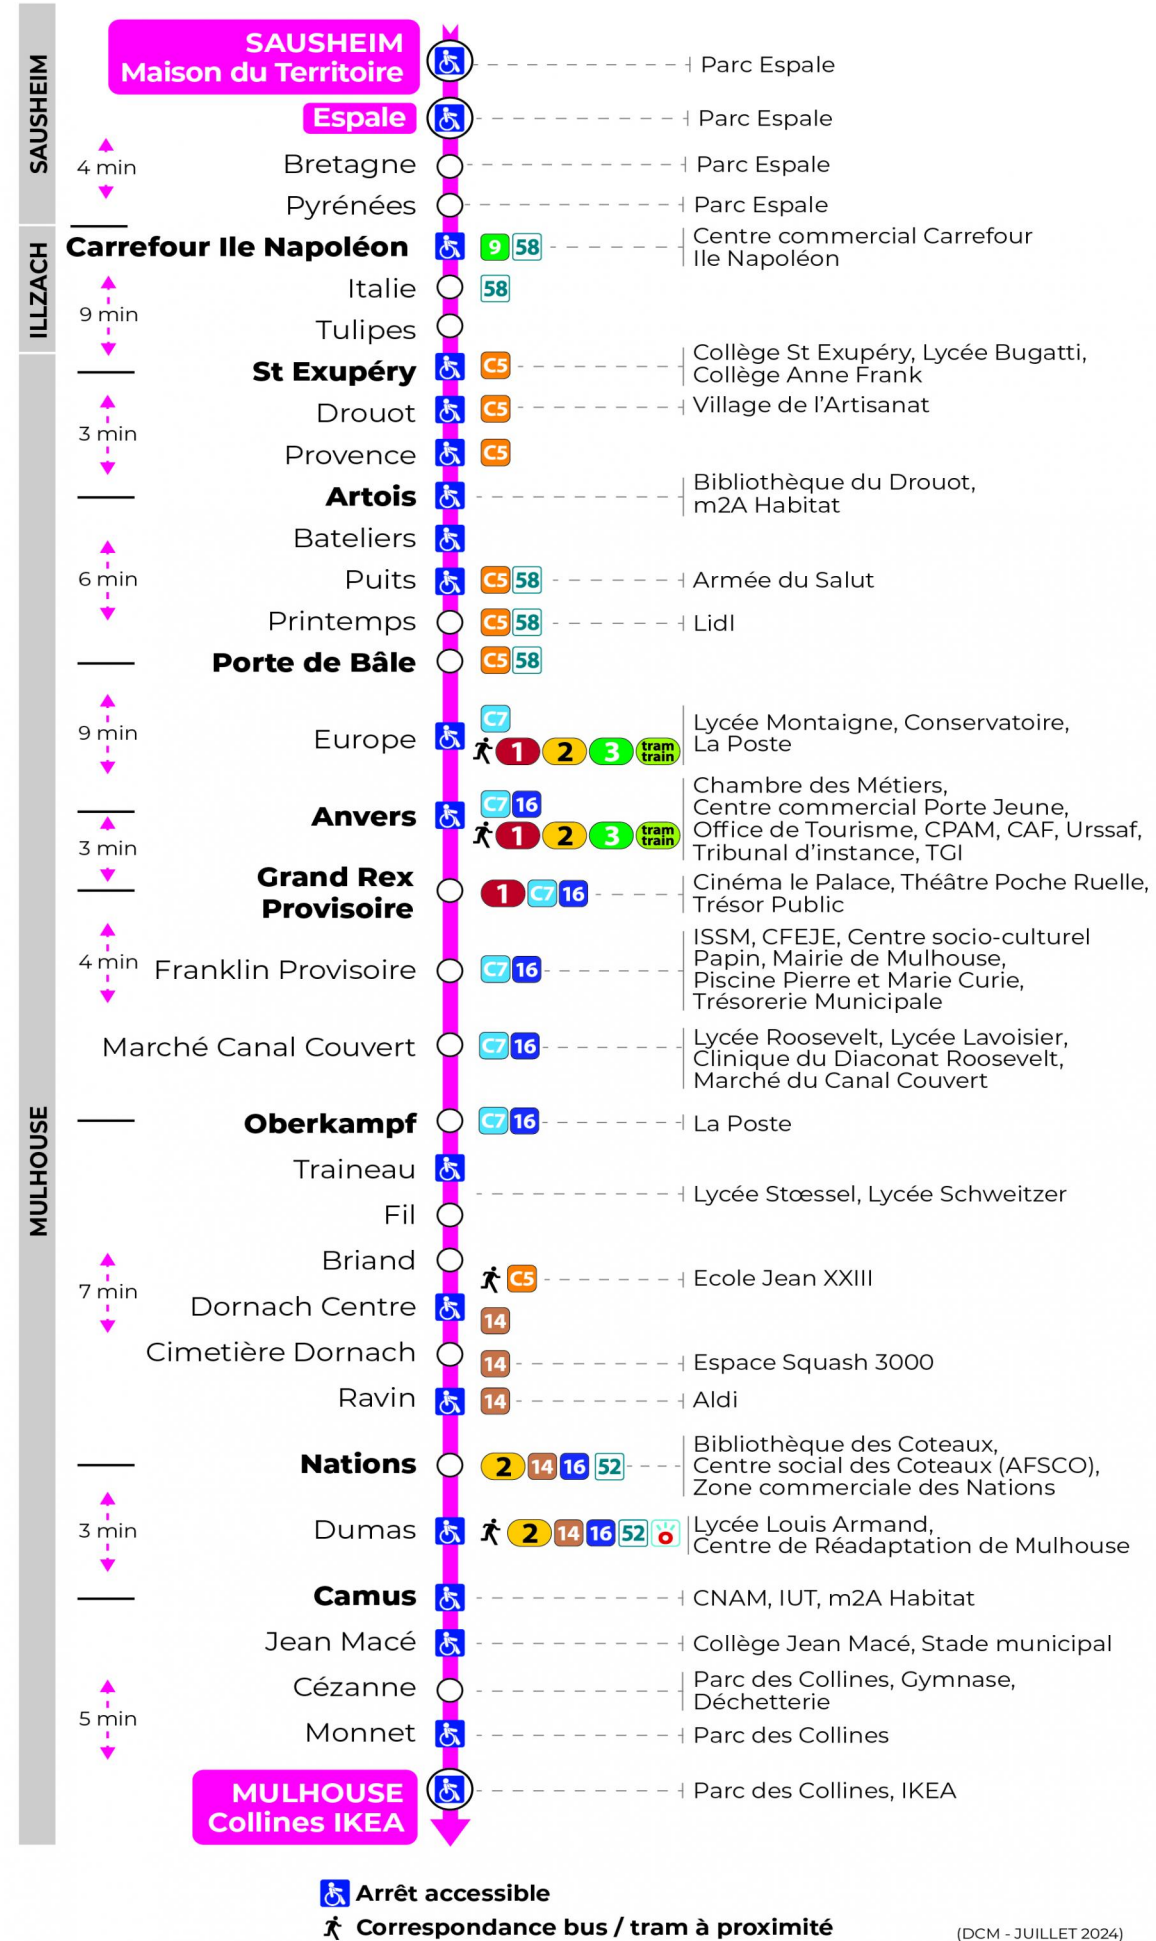 SAUSHEIM
SAUSHEIM
Maison du Territoire
Parc Espale
Espale
Parc Espale
4 min
Bretagne
Parc Espale
Pyrénées
Parc Espale
ILLZACH
Carrefour Ile Napoléon
9 58
Centre commercial Carrefour
Ile Napoléon
9 min
Italie
58
Tulipes
MULHOUSE
St Exupéry
C5
Collège St Exupéry, Lycée Bugatti,
Collège Anne Frank
3 min
Drouot
C5
Village de l'Artisanat
Provence
C5
Artois
Bibliothèque du Drouot,
m2A Habitat
Bateliers
6 min
Puits
C5 58
Armée du Salut
Printemps
C5 58
Lidl
Porte de Bâle
C5 58
9 min
Europe
C7
1 2 3 tram train
Lycée Montaigne, Conservatoire,
La Poste
Anvers
C7 16
1 2 3 tram train
Chambre des Métiers,
Centre commercial Porte Jeune,
Office de Tourisme, CPAM, CAF, Urssaf,
Tribunal d'instance, TGI
3 min
Grand Rex
Provisoire
1 C7 16
Cinéma le Palace, Théâtre Poche Ruelle,
Trésor Public
4 min
Franklin Provisoire
C7 16
ISSM, CFEJE, Centre socio-culturel
Papin, Mairie de Mulhouse,
Piscine Pierre et Marie Curie,
Trésorerie Municipale
Marché Canal Couvert
C7 16
Lycée Roosevelt, Lycée Lavoisier,
Clinique du Diaconat Roosevelt,
Marché du Canal Couvert
Oberkampf
C7 16
La Poste
Traineau
Lycée Stœssel, Lycée Schweitzer
Fil
Briand
7 min
C5
Ecole Jean XXIII
Dornach Centre
14
Cimetière Dornach
14
Espace Squash 3000
Ravin
14
Aldi
Nations
2 14 16 52
Bibliothèque des Coteaux,
Centre social des Coteaux (AFSCO),
Zone commerciale des Nations
3 min
Dumas
2 14 16 52
Lycée Louis Armand,
Centre de Réadaptation de Mulhouse
Camus
CNAM, IUT, m2A Habitat
Jean Macé
Collège Jean Macé, Stade municipal
Cézanne
Parc des Collines, Gymnase,
Déchetterie
5 min
Monnet
Parc des Collines
MULHOUSE
Collines IKEA
Parc des Collines, IKEA
Arrêt accessible
Correspondance bus / tram à proximité
(DCM - JUILLET 2024)